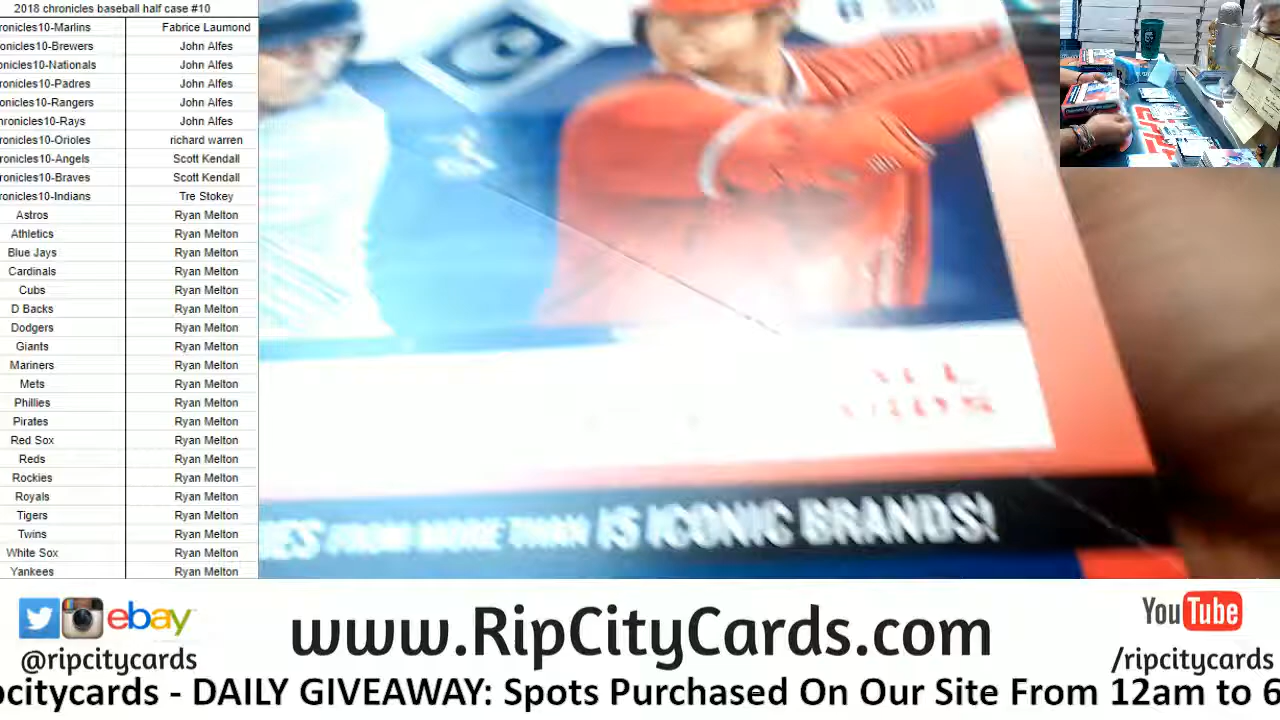 2018 chronicles baseball half case #10
ronicles10-Marlins Fabrice Laumond
onicles10-Brewers John Alfes
onicles10-Nationals John Alfes
ronicles10-Padres John Alfes
onicles10-Rangers John Alfes
hronicles10-Rays John Alfes
ronicles10-Orioles richard warren
ronicles10-Angels Scott Kendall
ronicles10-Braves Scott Kendall
ronicles10-Indians Tre Stokey
Astros Ryan Melton
Athletics Ryan Melton
Blue Jays Ryan Melton
Cardinals Ryan Melton
Cubs Ryan Melton
D Backs Ryan Melton
Dodgers Ryan Melton
Giants Ryan Melton
Mariners Ryan Melton
Mets Ryan Melton
Phillies Ryan Melton
Pirates Ryan Melton
Red Sox Ryan Melton
Reds Ryan Melton
Rockies Ryan Melton
Royals Ryan Melton
Tigers Ryan Melton
Twins Ryan Melton
White Sox Ryan Melton
Yankees Ryan Melton
FROM MORE THAN 15 ICONIC BRANDS!
ebay
@ripcitycards
www.RipCityCards.com
YouTube
/ripcitycards
pcitycards - DAILY GIVEAWAY: Spots Purchased On Our Site From 12am to 6